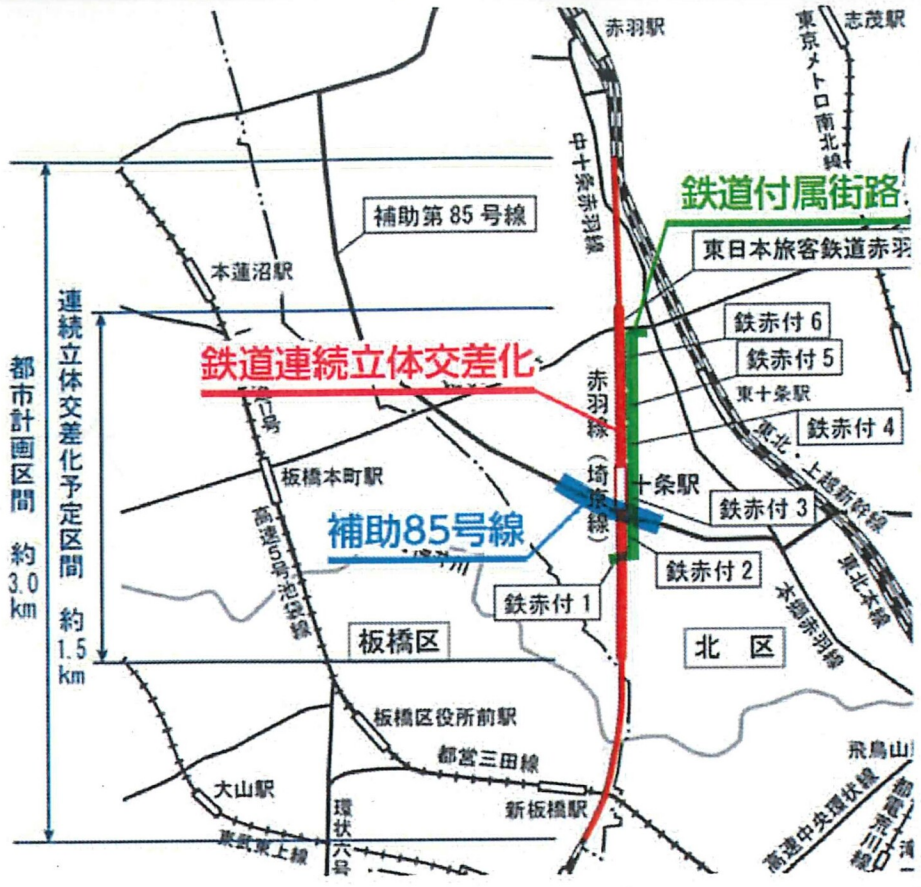 赤羽駅
志茂駅
東京メトロ南北線
中十条赤羽線
鉄道付属街路
補助第85号線
東日本旅客鉄道赤羽
本蓮沼駅
鉄赤付6
鉄道連続立体交差化
鉄赤付5
赤羽線(埼京線)
東十条駅
鉄赤付4
東北・上越新幹線
都市計画区間 約3.0km
連続立体交差化予定区間 約1.5km
板橋本町駅
十条駅
鉄赤付3
補助85号線
高速5号池袋線
鉄赤付2
東北本線
鉄赤付1
本郷赤羽線
板橋区
北区
板橋区役所前駅
都営三田線
飛鳥山
大山駅
新板橋駅
東武東上線
環状六号
高速中央環状線
都電荒川線
滝